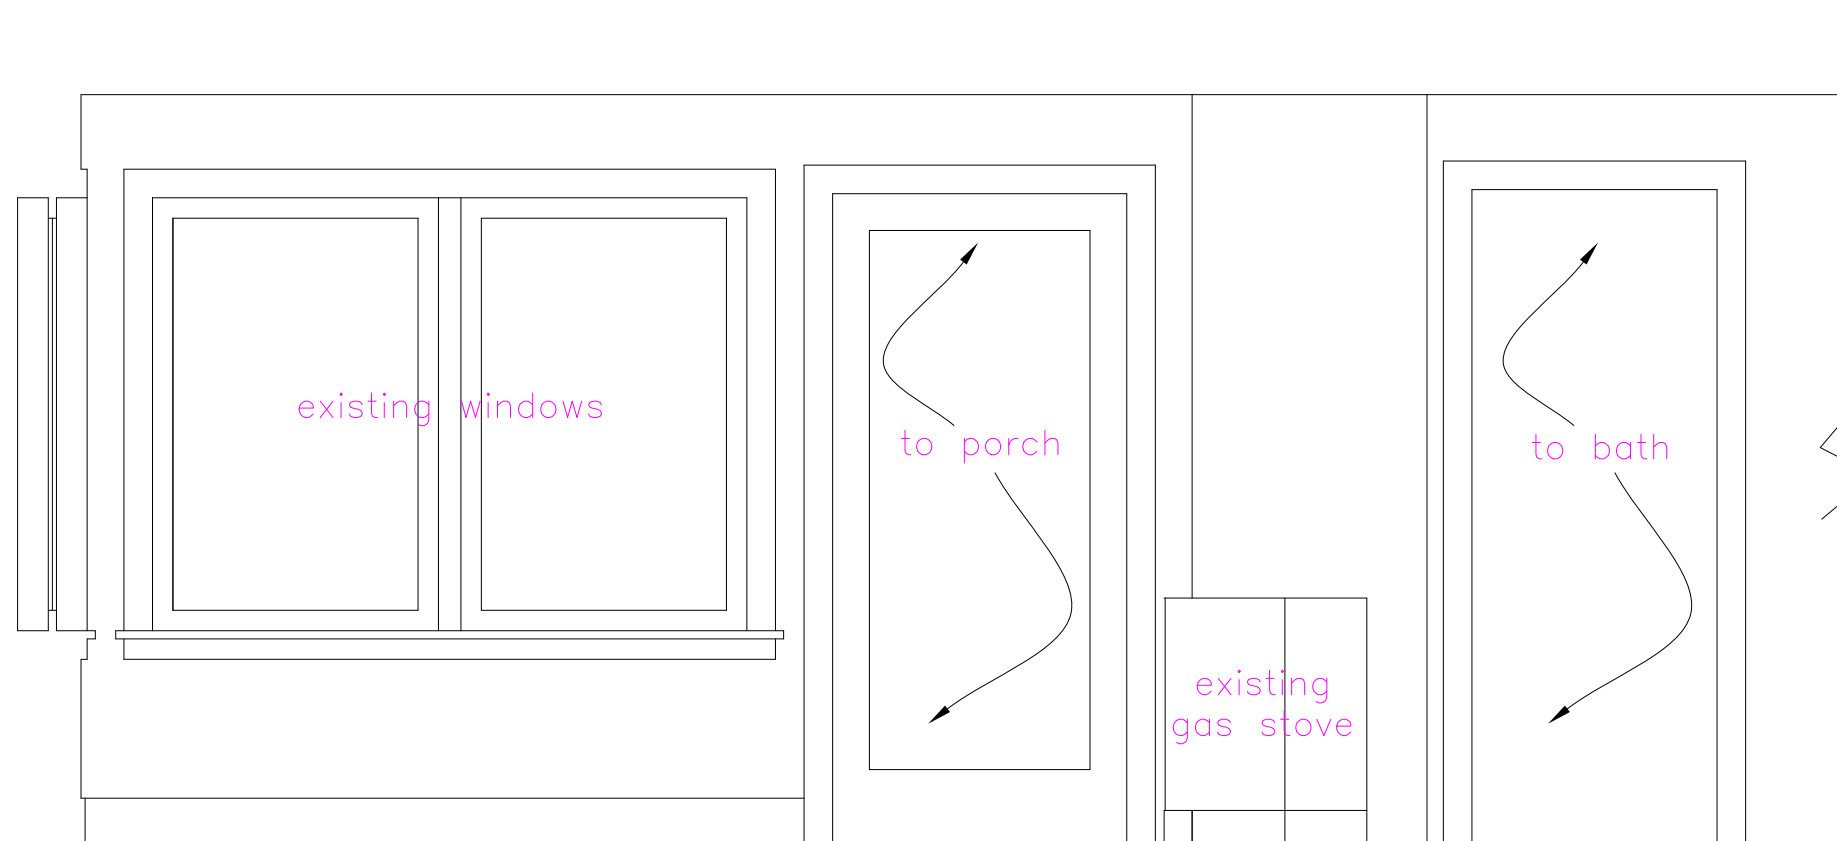 existing windows
to porch
to bath
existing
gas stove